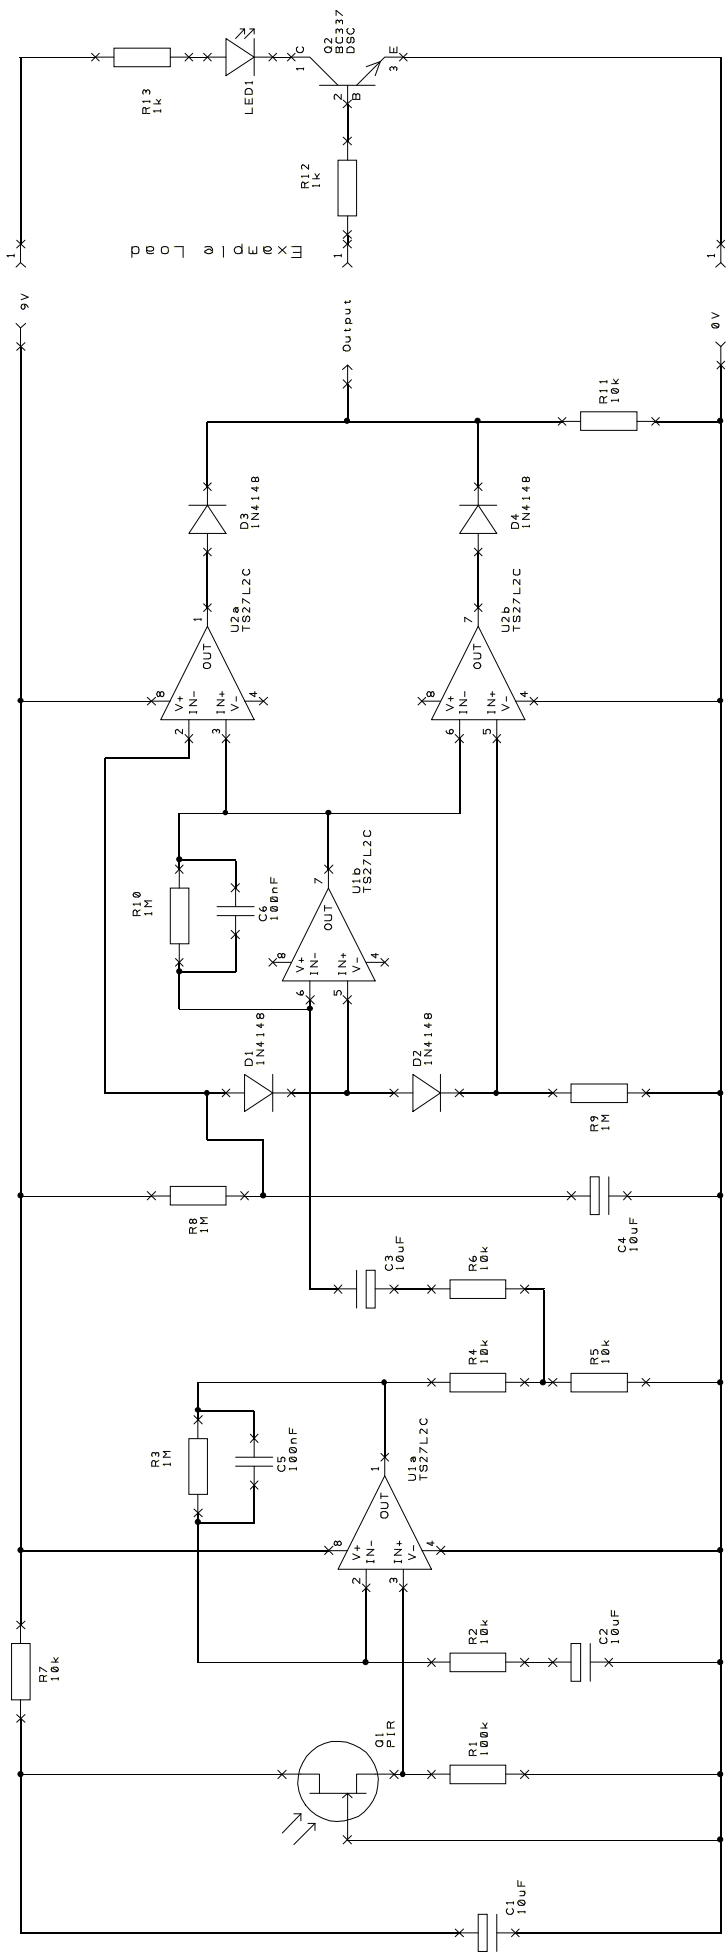 9V
0V
Example Load
Output
R13
1k
LED1
Q2
BC337
DSC
1
C
2
B
3
E
R12
1k
1
1
1
R11
10k
D3
1N4148
D4
1N4148
U2a
TS27L2C
OUT
1
8
V+
IN-
IN+
V-
4
2
3
U2b
TS27L2C
OUT
7
8
V+
IN-
IN+
V-
4
6
5
R10
1M
C6
100nF
U1b
TS27L2C
OUT
7
8
V+
IN-
IN+
V-
4
6
5
D1
1N4148
D2
1N4148
R9
1M
R8
1M
C4
10uF
C3
10uF
R6
10k
R4
10k
R5
10k
R3
1M
C5
100nF
U1a
TS27L2C
OUT
1
8
V+
IN-
IN+
V-
4
2
3
R7
10k
R2
10k
C2
10uF
Q1
PIR
R1
100k
C1
10uF